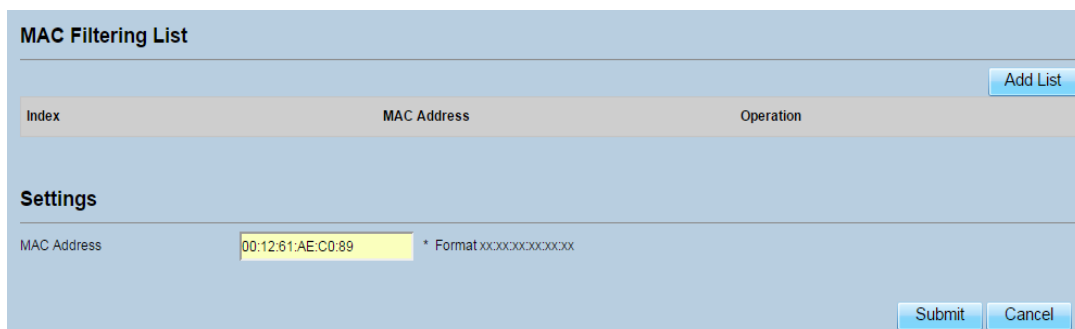 MAC Filtering List
Add List
Index MAC Address Operation
Settings
MAC Address 00:12:61:AE:C0:89 * Format xx:xx:xx:xx:xx:xx
Submit Cancel